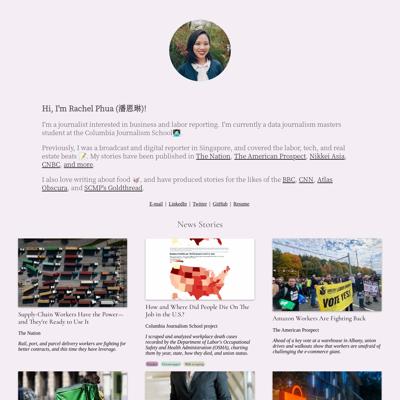 Hi, I'm Rachel Phua (潘恩琳)!
I'm a journalist interested in business and labor reporting. I'm currently a data journalism masters
student at the Columbia Journalism School👩🏻‍💻.
Previously, I was a broadcast and digital reporter in Singapore, and covered the labor, tech, and real
estate beats 📝. My stories have been published in The Nation, The American Prospect, Nikkei Asia,
CNBC, and more.
I also love writing about food 🥡, and have produced stories for the likes of the BBC, CNN, Atlas
Obscura, and SCMP's Goldthread.
E-mail | LinkedIn | Twitter | GitHub | Resume
News Stories
Supply-Chain Workers Have the Power—
and They're Ready to Use It
The Nation
Rail, port, and parcel delivery workers are fighting for
better contracts, and this time they have leverage.
How and Where Did People Die On The
Job in the U.S.?
Columbia Journalism School project
I scraped and analyzed workplace death cases
recorded by the Department of Labor's Occupational
Safety and Health Administration (OSHA), charting
them by year, state, how they died, and union status.
VOTE YES!
Amazon Workers Are Fighting Back
The American Prospect
Ahead of a key vote at a warehouse in Albany, union
drives and walkouts show that workers are unafraid of
challenging the e-commerce giant.